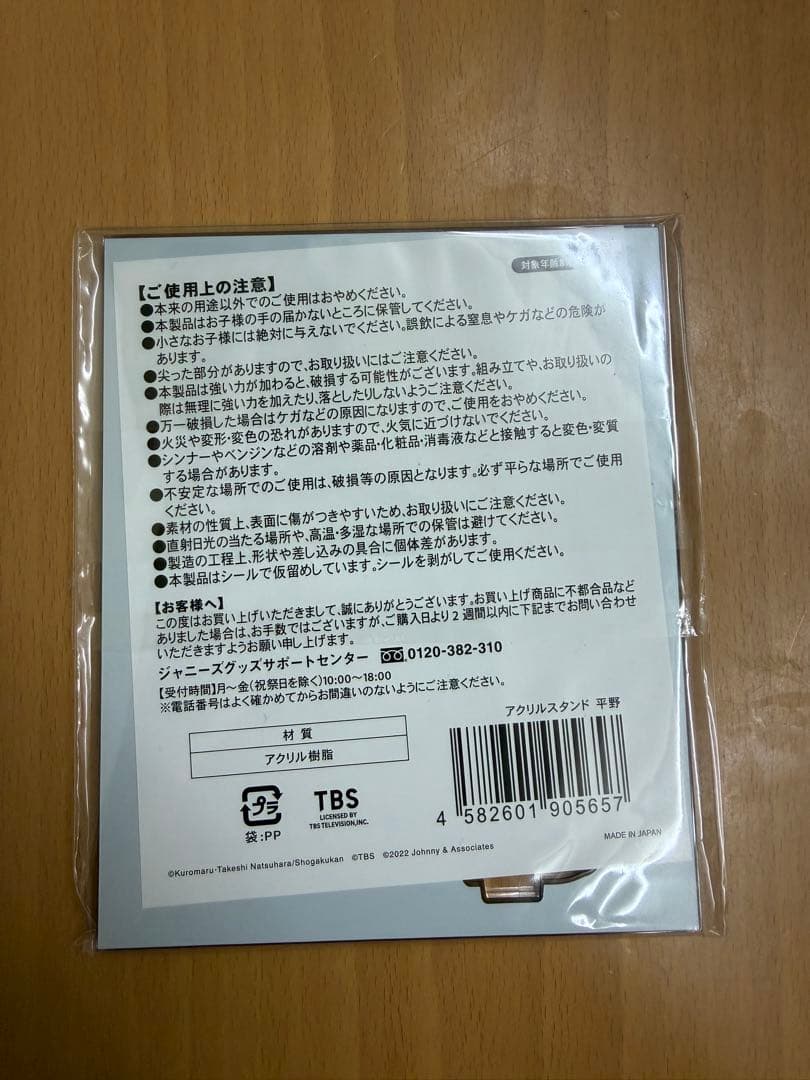 対象年齢
【ご使用上の注意】
●本来の用途以外でのご使用はおやめください。
●本製品はお子様の手の届かないところに保管してください。
●小さなお子様には絶対に与えないでください。誤飲による窒息やケガなどの危険が
あります。
●尖った部分がありますので、お取り扱いにはご注意ください。
●本製品は強い力が加わると、破損する可能性がございます。組み立てや、お取り扱いの
際は無理に強い力を加えたり、落としたりしないようご注意ください。
●万一破損した場合はケガなどの原因になりますので、ご使用をおやめください。
●火災や変形・変色の恐れがありますので、火気に近づけないでください。
●シンナーやベンジンなどの溶剤や薬品・化粧品・消毒液などと接触すると変色・変質
する場合があります。
●不安定な場所でのご使用は、破損等の原因となります。必ず平らな場所でご使用
ください。
●素材の性質上、表面に傷がつきやすいため、お取り扱いにご注意ください。
●直射日光の当たる場所や、高温・多湿な場所での保管は避けてください。
●製造の工程上、形状や差し込みの具合に個体差があります。
●本製品はシールで仮留めしています。シールを剥がしてご使用ください。
【お客様へ】
この度はお買い上げいただきまして、誠にありがとうございます。お買い上げ商品に不都合品など
ありました場合は、お手数ではございますが、ご購入日より2週間以内に下記までお問い合わせ
いただきますようお願い申し上げます。
ジャニーズグッズサポートセンター 0120-382-310
【受付時間】月〜金(祝祭日を除く)10:00〜18:00
※電話番号はよく確かめてからお間違いのないようにご注意ください。
材質
アクリル樹脂
プラ
袋:PP
TBS
LICENSED BY
TBS TELEVISION, INC.
アクリルスタンド 平野
4 582601 905657
MADE IN JAPAN
©Kuromaru・Takeshi Natsuhara/Shogakukan ©TBS ©2022 Johnny & Associates